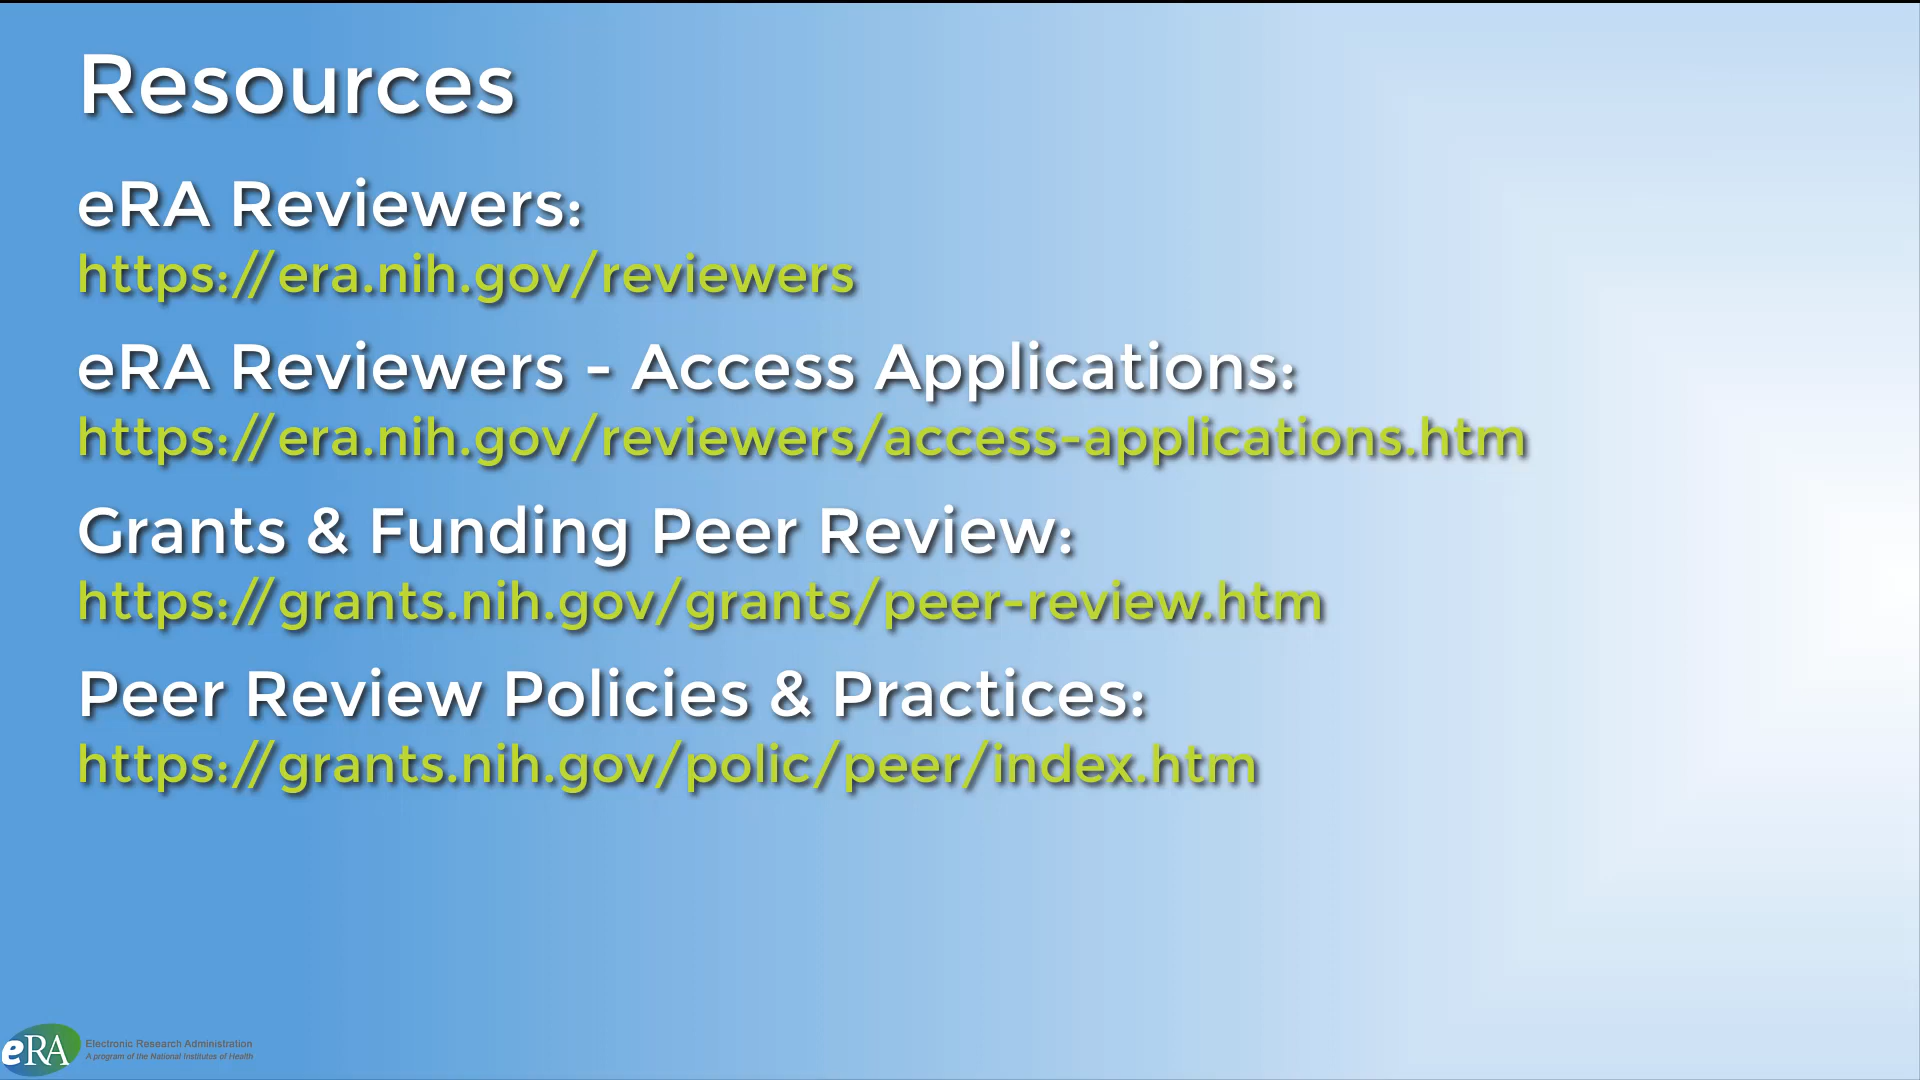 Resources
eRA Reviewers:
https://era.nih.gov/reviewers
eRA Reviewers - Access Applications:
https://era.nih.gov/reviewers/access-applications.htm
Grants & Funding Peer Review:
https://grants.nih.gov/grants/peer-review.htm
Peer Review Policies & Practices:
https://grants.nih.gov/polic/peer/index.htm
eRA
Electronic Research Administration
A program of the National Institutes of Health